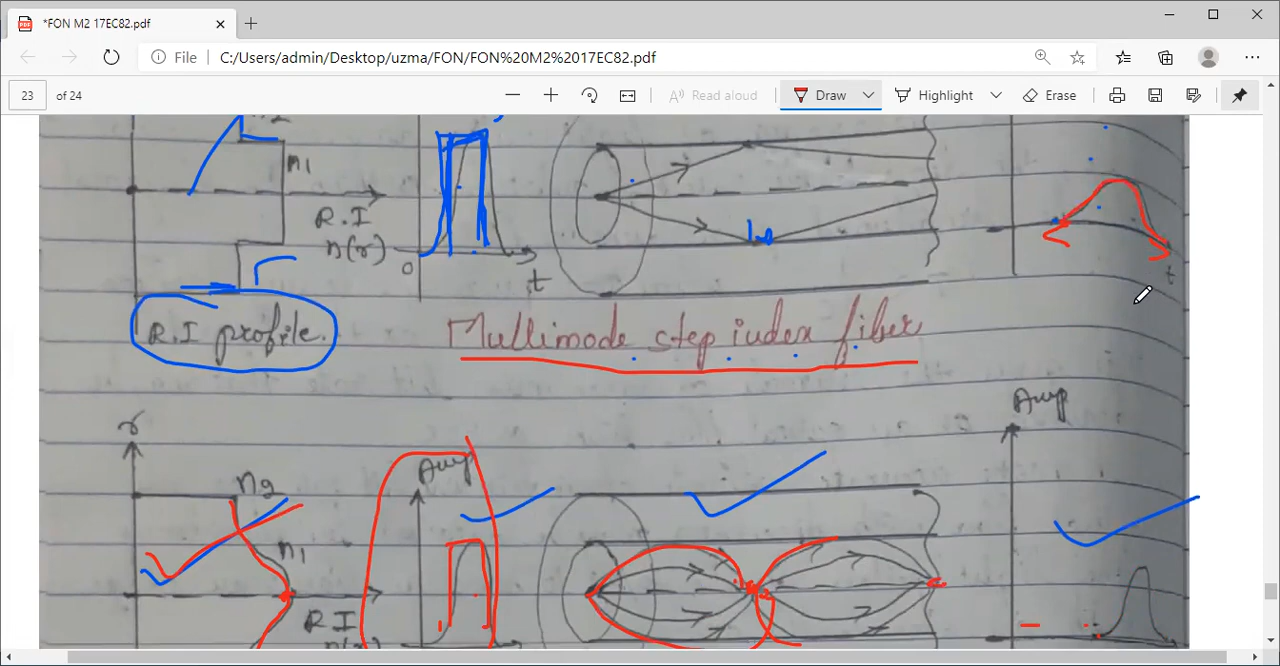 *FON M2 17EC82.pdf
File C:/Users/admin/Desktop/uzma/FON/FON%20M2%2017EC82.pdf
23 of 24 Read aloud Draw Highlight Erase
n1
R.I
n(r)
0
t
t
R.I profile.
Multimode step index fiber
Amp
r
Amp
n2
n1
R I